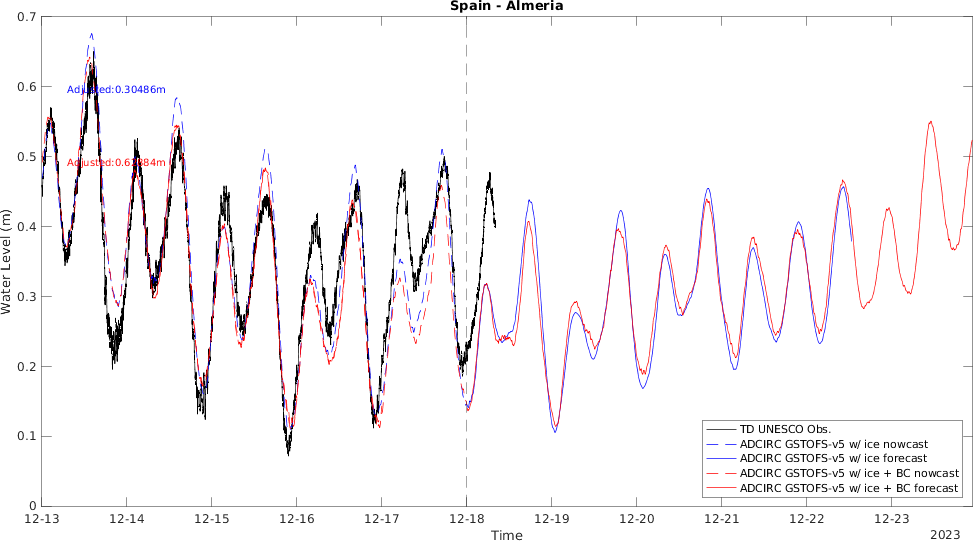 Spain - Almeria
0.7
0.6
0.5
0.4
0.3
0.2
0.1
0
Water Level (m)
Adjusted:0.30486m
12-13
12-14
12-15
12-16
12-17
12-18
12-19
12-20
12-21
12-22
12-23
Time
2023
TD UNESCO Obs.
ADCIRC GSTOFS-v5 w/ ice nowcast
ADCIRC GSTOFS-v5 w/ ice forecast
ADCIRC GSTOFS-v5 w/ ice + BC nowcast
ADCIRC GSTOFS-v5 w/ ice + BC forecast